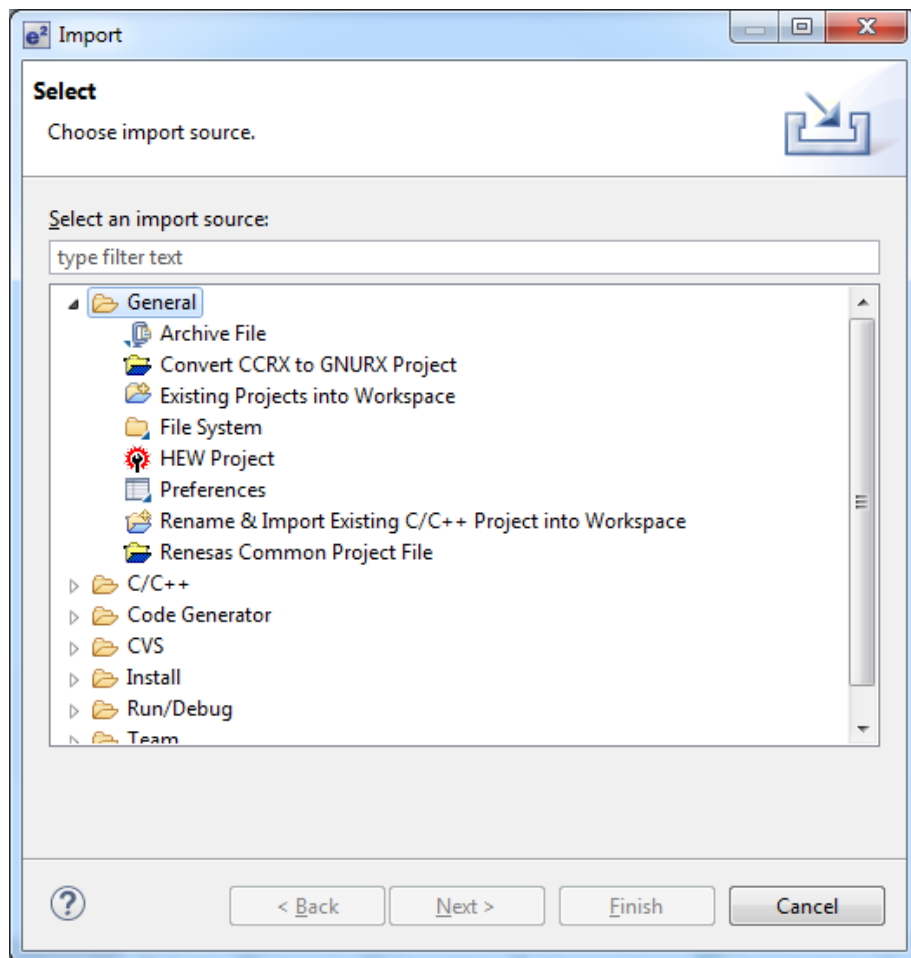 e² Import
Select
Choose import source.
Select an import source:
type filter text
General
Archive File
Convert CCRX to GNURX Project
Existing Projects into Workspace
File System
HEW Project
Preferences
Rename & Import Existing C/C++ Project into Workspace
Renesas Common Project File
C/C++
Code Generator
CVS
Install
Run/Debug
Team
? < Back Next > Finish Cancel